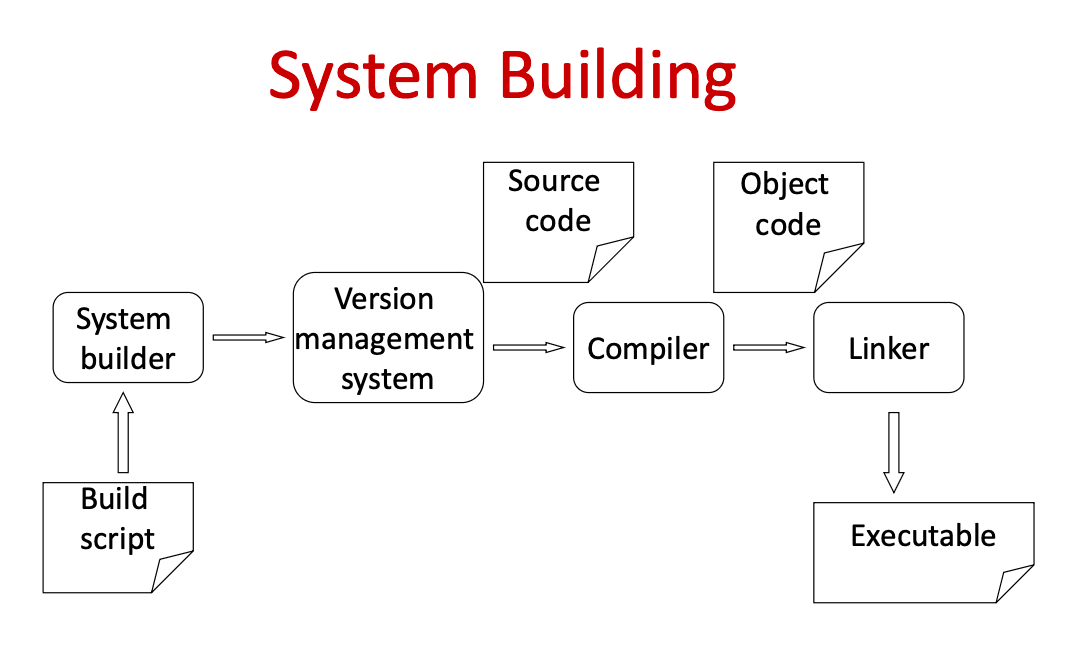 System Building
Source
code
Object
code
System
builder
Version
management
system
Compiler
Linker
Build
script
Executable